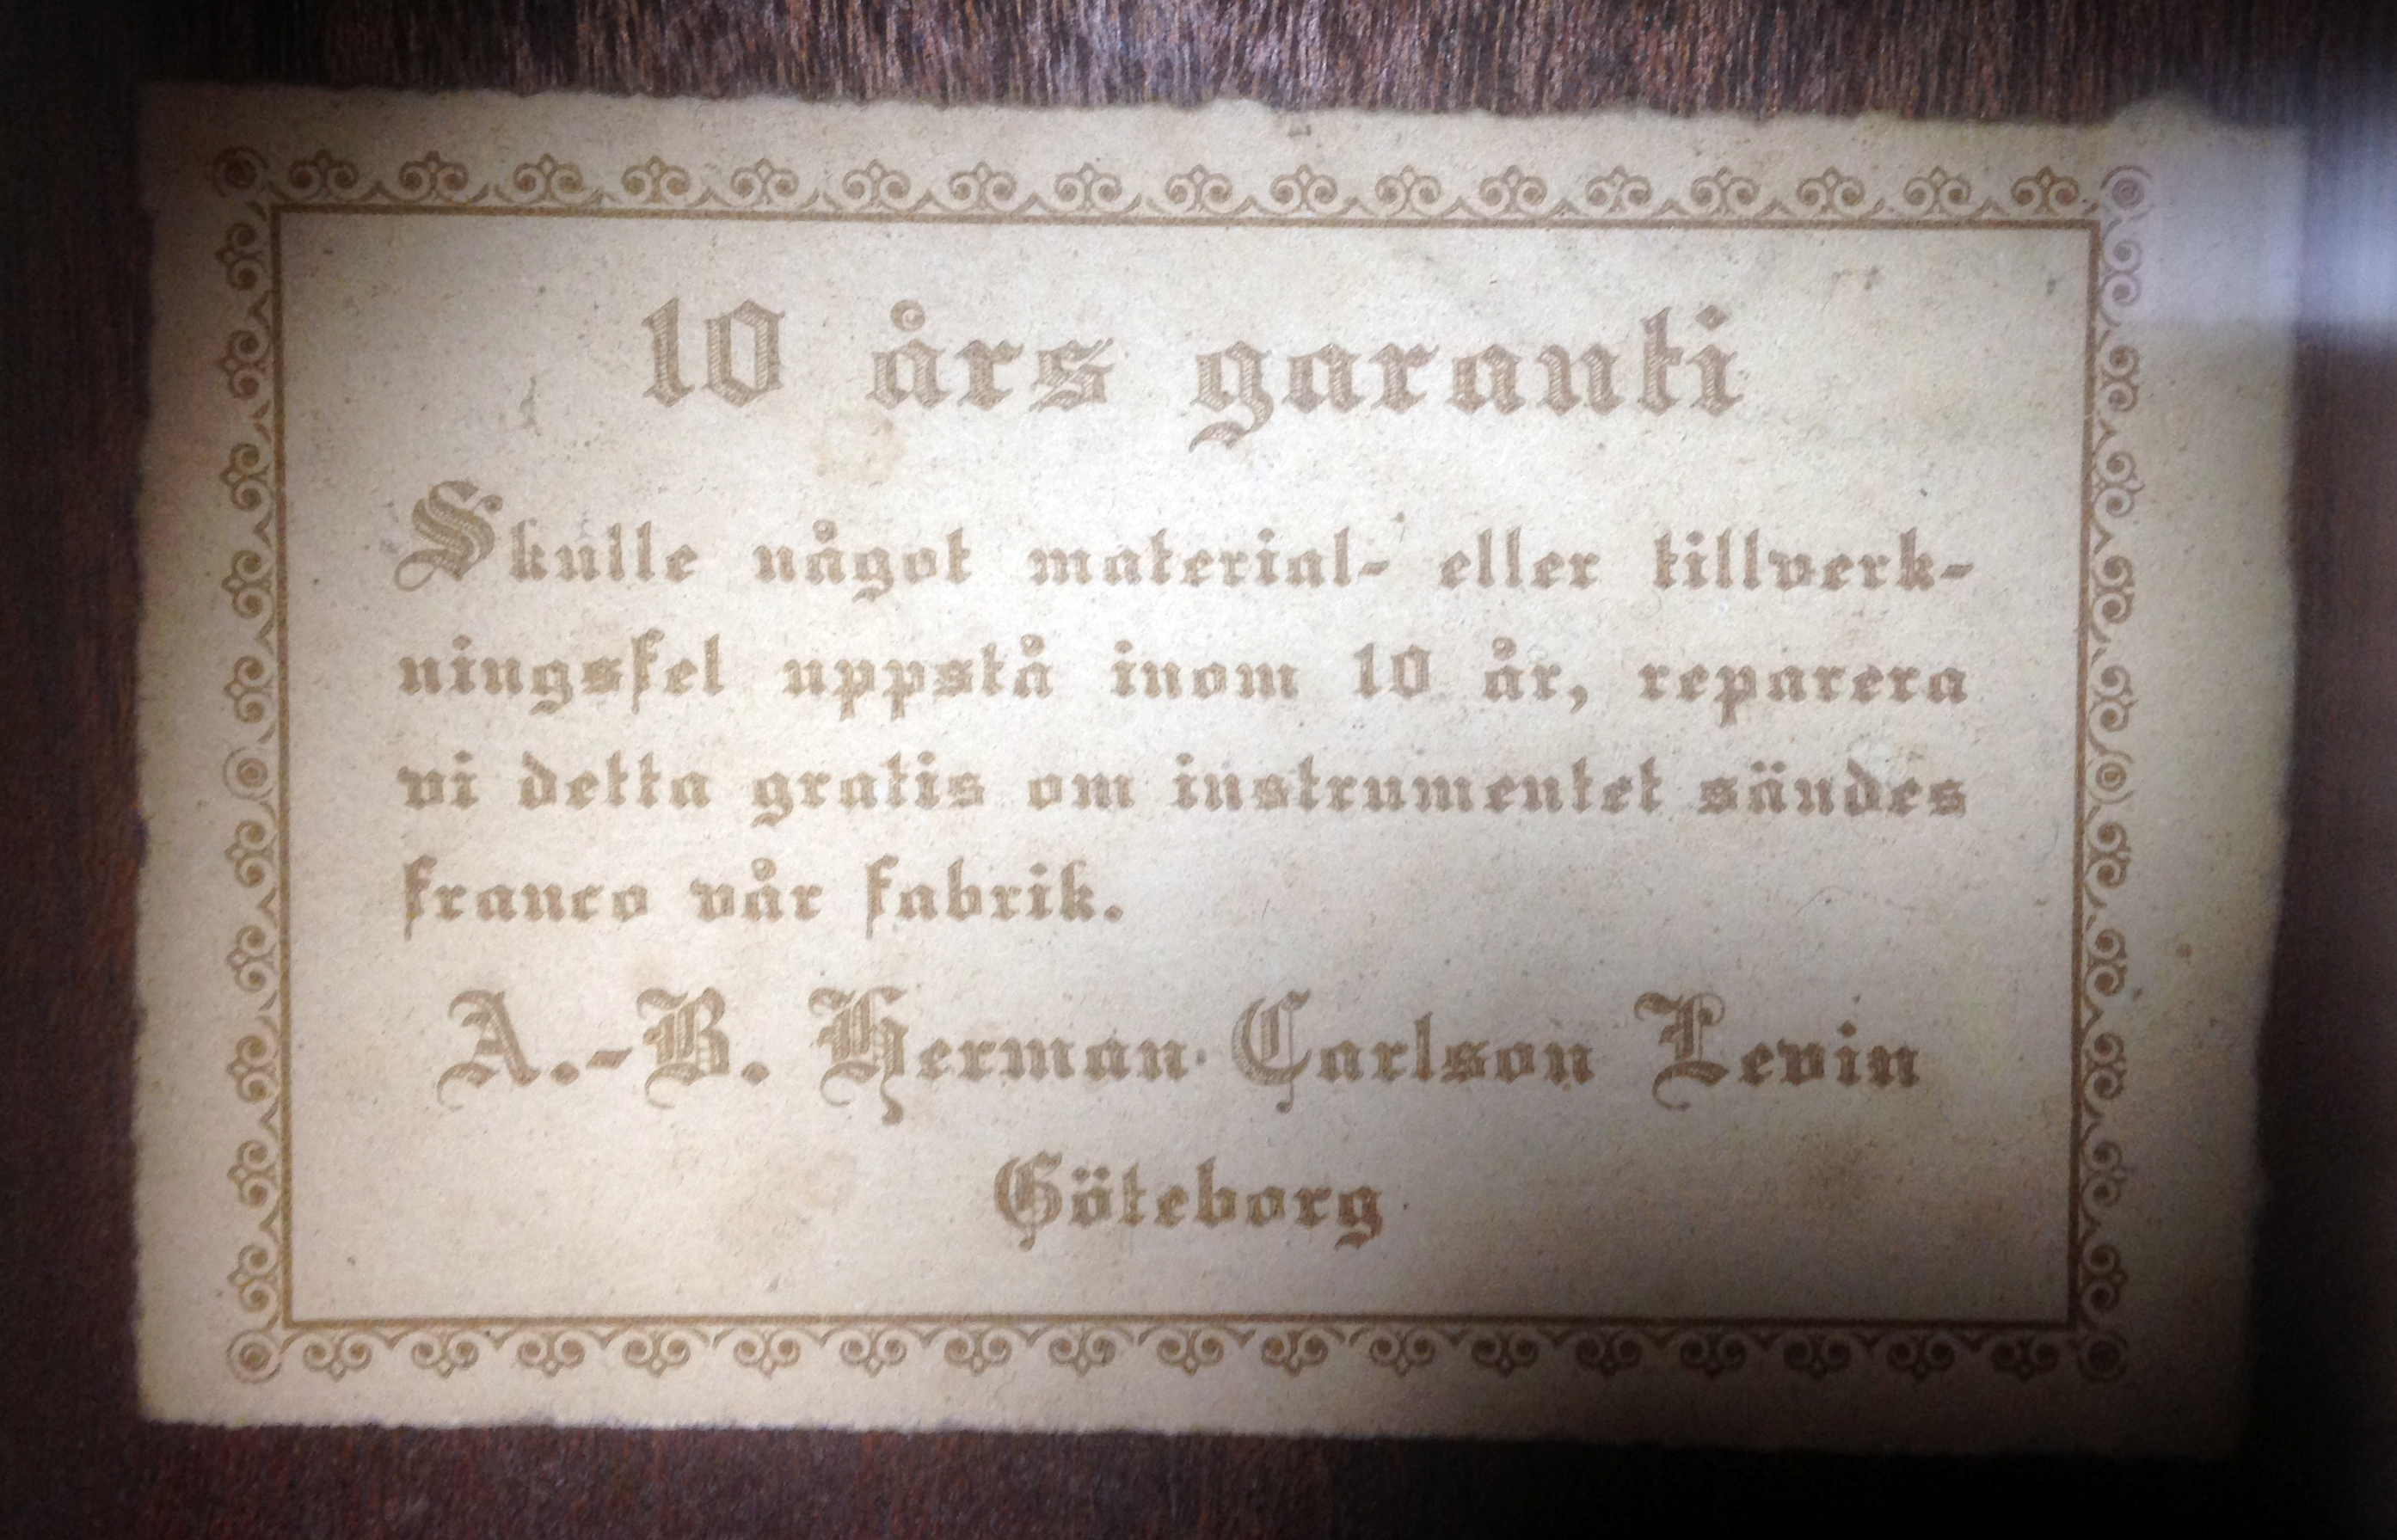 10 års garanti
Skulle något material- eller tillverk-
ningsfel uppstå inom 10 år, reparera
vi detta gratis om instrumentet sändes
franco vår fabrik.
A.-B. Herman Carlson Levin
Göteborg